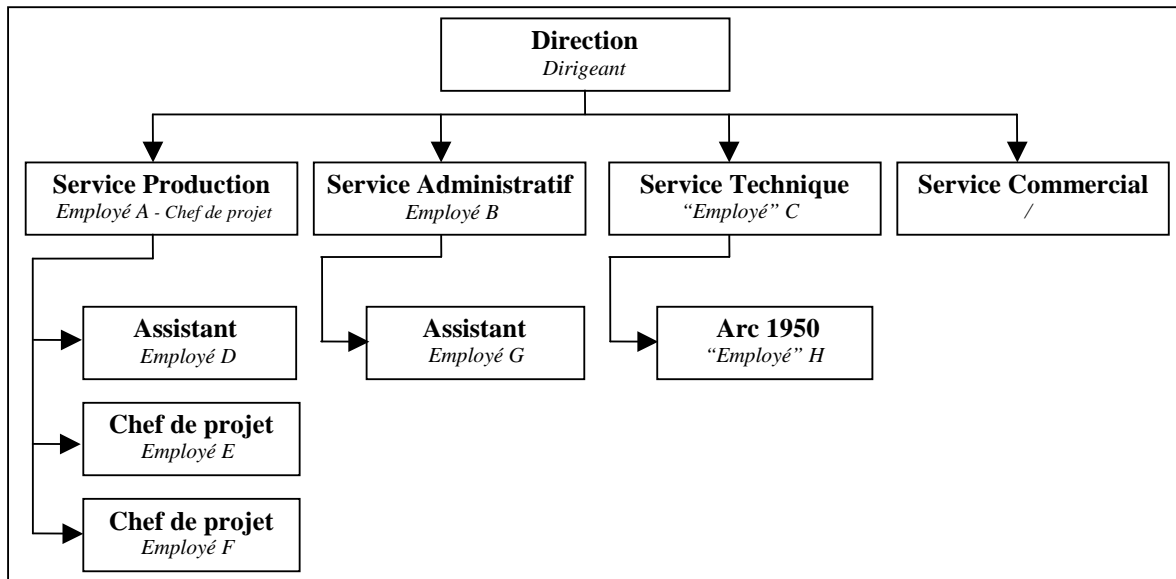 Direction
Dirigeant
Service Production
Employé A - Chef de projet
Service Administratif
Employé B
Service Technique
“Employé” C
Service Commercial
/
Assistant
Employé D
Assistant
Employé G
Arc 1950
“Employé” H
Chef de projet
Employé E
Chef de projet
Employé F